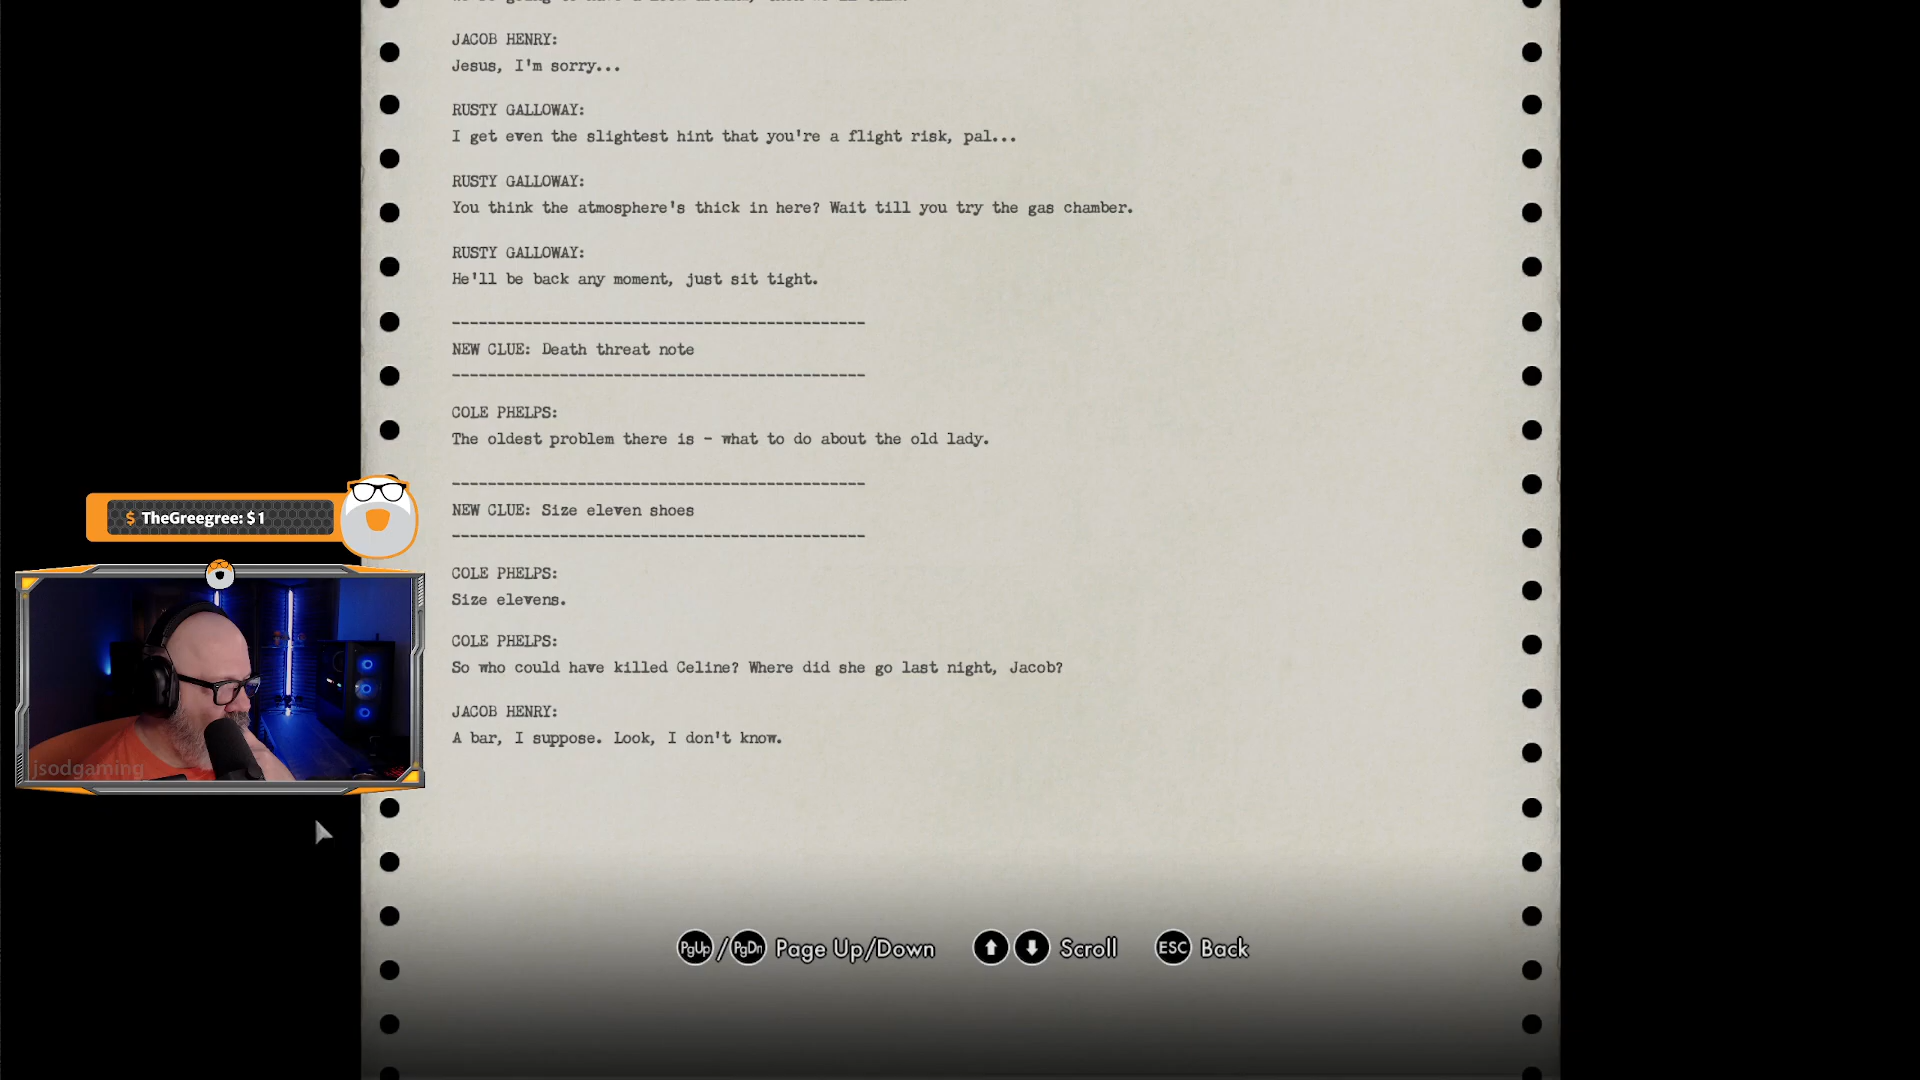 JACOB HENRY:
Jesus, I'm sorry...
RUSTY GALLOWAY:
I get even the slightest hint that you're a flight risk, pal...
RUSTY GALLOWAY:
You think the atmosphere's thick in here? Wait till you try the gas chamber.
RUSTY GALLOWAY:
He'll be back any moment, just sit tight.
----------------------------------------------
NEW CLUE: Death threat note
----------------------------------------------
COLE PHELPS:
The oldest problem there is - what to do about the old lady.
----------------------------------------------
NEW CLUE: Size eleven shoes
----------------------------------------------
$ TheGreegree: $1
COLE PHELPS:
Size elevens.
COLE PHELPS:
So who could have killed Celine? Where did she go last night, Jacob?
JACOB HENRY:
A bar, I suppose. Look, I don't know.
jsodgaming
PgUp / PgDn Page Up/Down Scroll ESC Back